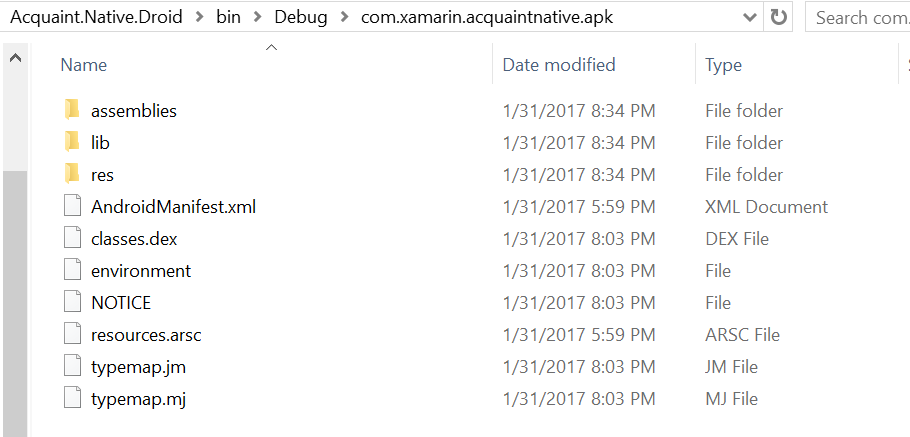 Acquaint.Native.Droid > bin > Debug > com.xamarin.acquaintnative.apk Search com.
Name Date modified Type
assemblies 1/31/2017 8:34 PM File folder
lib 1/31/2017 8:34 PM File folder
res 1/31/2017 8:34 PM File folder
AndroidManifest.xml 1/31/2017 5:59 PM XML Document
classes.dex 1/31/2017 8:03 PM DEX File
environment 1/31/2017 8:03 PM File
NOTICE 1/31/2017 8:03 PM File
resources.arsc 1/31/2017 5:59 PM ARSC File
typemap.jm 1/31/2017 8:03 PM JM File
typemap.mj 1/31/2017 8:03 PM MJ File